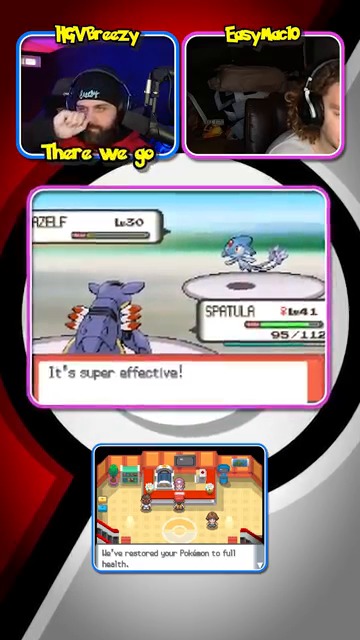 HGVBreezy
EasyMac10
There we go
AZELF Lv30
SPATULA ♀Lv41
95/112
It's super effective!
We've restored your Pokémon to full
health.